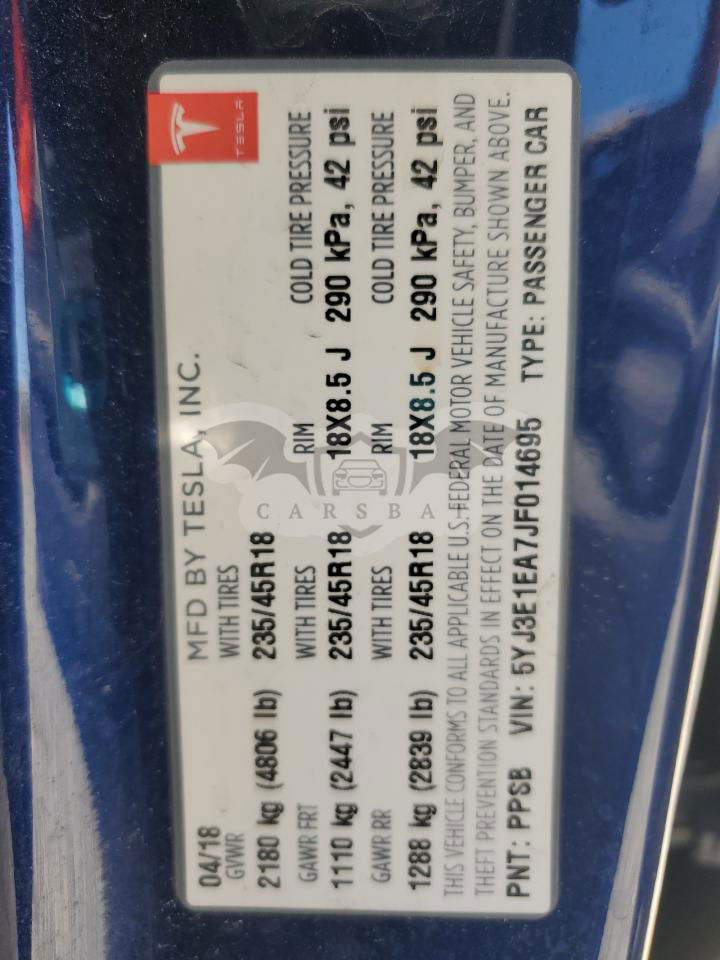 TESLA
04/18 MFD BY TESLA, INC.
GVWR WITH TIRES RIM COLD TIRE PRESSURE
2180 kg (4806 lb) 235/45R18
GAWR FRT WITH TIRES RIM COLD TIRE PRESSURE
1110 kg (2447 lb) 235/45R18 18X8.5 J 290 kPa, 42 psi
GAWR RR WITH TIRES RIM COLD TIRE PRESSURE
1288 kg (2839 lb) 235/45R18 18X8.5 J 290 kPa, 42 psi
THIS VEHICLE CONFORMS TO ALL APPLICABLE U.S. FEDERAL MOTOR VEHICLE SAFETY, BUMPER, AND
THEFT PREVENTION STANDARDS IN EFFECT ON THE DATE OF MANUFACTURE SHOWN ABOVE.
PNT: PPSB VIN: 5YJ3E1EA7JF014695 TYPE: PASSENGER CAR